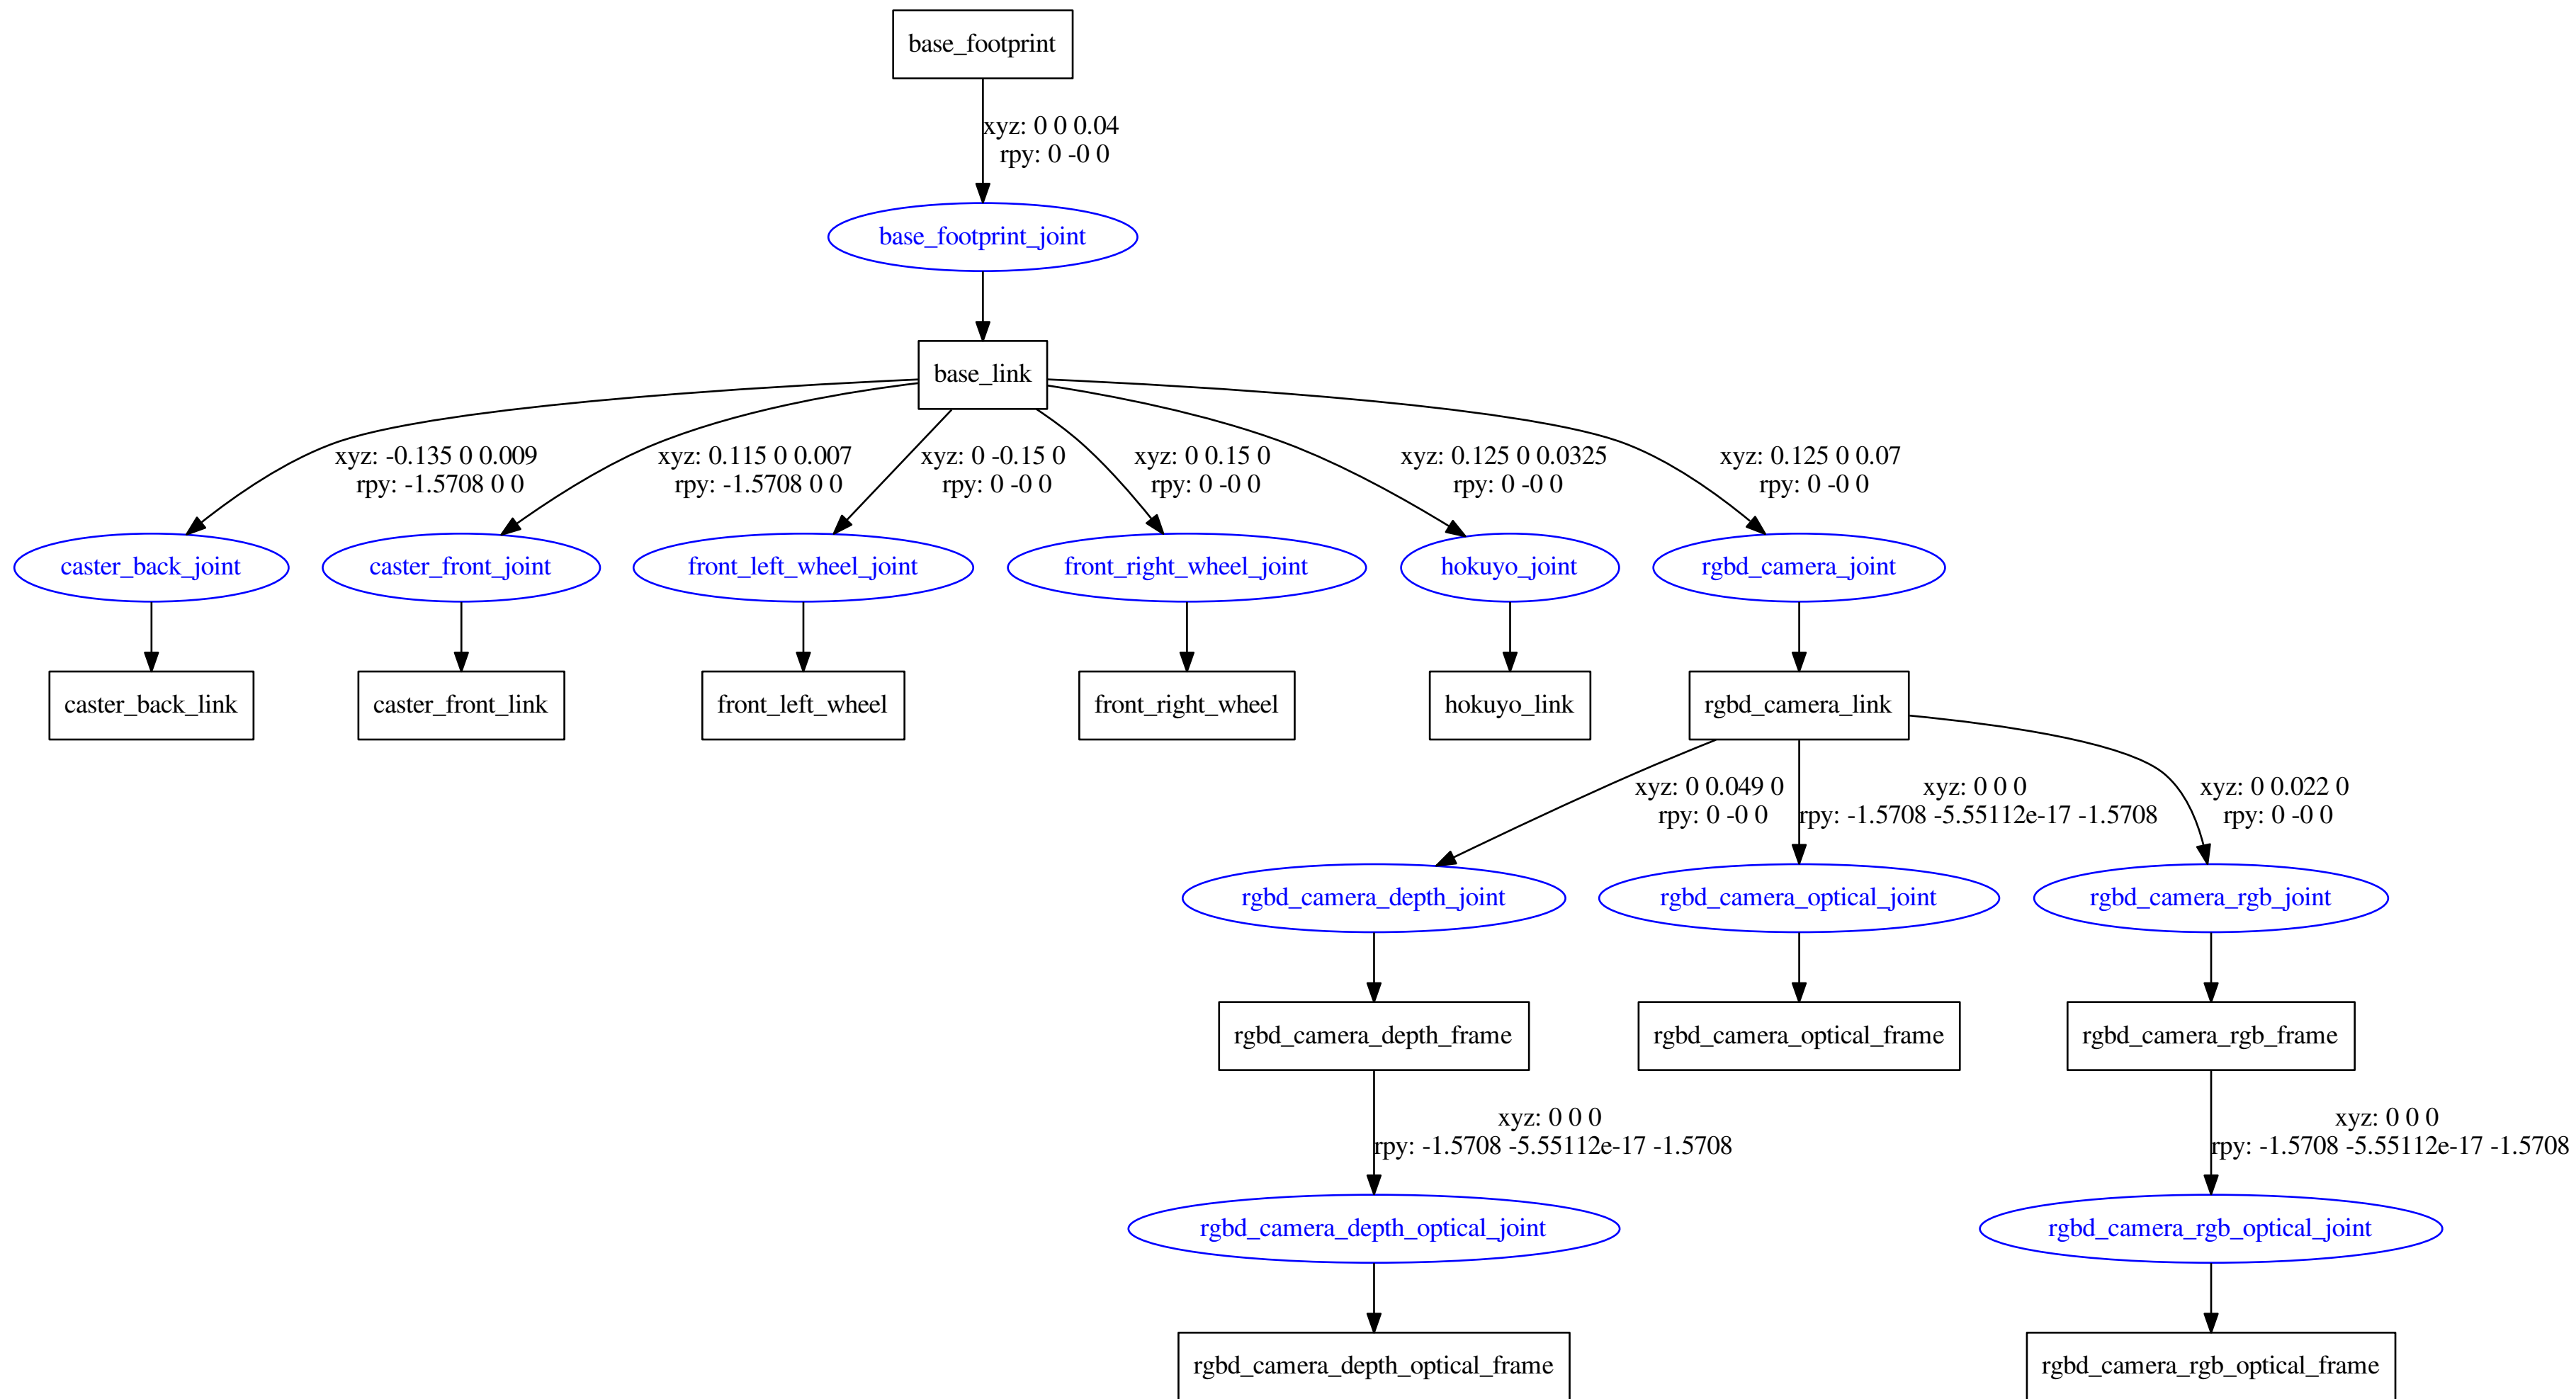 base_footprint
xyz: 0 0 0.04
rpy: 0 -0 0
base_footprint_joint
base_link
xyz: -0.135 0 0.009
rpy: -1.5708 0 0
xyz: 0.115 0 0.007
rpy: -1.5708 0 0
xyz: 0 -0.15 0
rpy: 0 -0 0
xyz: 0 0.15 0
rpy: 0 -0 0
xyz: 0.125 0 0.0325
rpy: 0 -0 0
xyz: 0.125 0 0.07
rpy: 0 -0 0
caster_back_joint
caster_front_joint
front_left_wheel_joint
front_right_wheel_joint
hokuyo_joint
rgbd_camera_joint
caster_back_link
caster_front_link
front_left_wheel
front_right_wheel
hokuyo_link
rgbd_camera_link
xyz: 0 0.049 0
rpy: 0 -0 0
xyz: 0 0 0
rpy: -1.5708 -5.55112e-17 -1.5708
xyz: 0 0.022 0
rpy: 0 -0 0
rgbd_camera_depth_joint
rgbd_camera_optical_joint
rgbd_camera_rgb_joint
rgbd_camera_depth_frame
rgbd_camera_optical_frame
rgbd_camera_rgb_frame
xyz: 0 0 0
rpy: -1.5708 -5.55112e-17 -1.5708
xyz: 0 0 0
rpy: -1.5708 -5.55112e-17 -1.5708
rgbd_camera_depth_optical_joint
rgbd_camera_rgb_optical_joint
rgbd_camera_depth_optical_frame
rgbd_camera_rgb_optical_frame